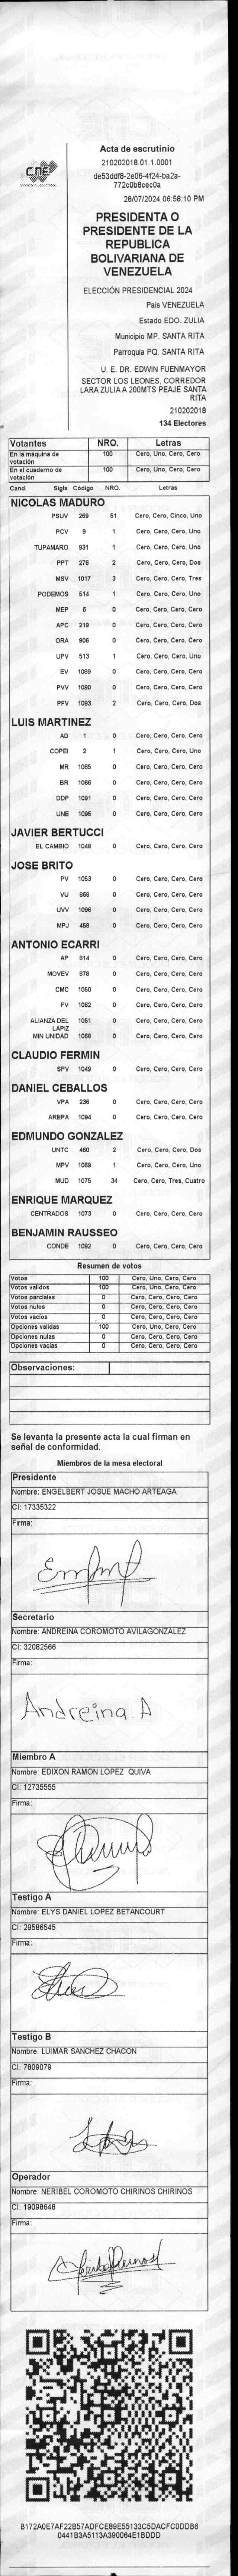 CNE
Acta de escrutinio
210202018.01.1.0001
de53ddf8-2e06-4f24-ba2a-
772c0b8cec0a
28/07/2024 06:58:10 PM
PRESIDENTA O
PRESIDENTE DE LA
REPUBLICA
BOLIVARIANA DE
VENEZUELA
ELECCIÓN PRESIDENCIAL 2024
País VENEZUELA
Estado EDO. ZULIA
Municipio MP. SANTA RITA
Parroquia PQ. SANTA RITA
U. E. DR. EDWIN FUENMAYOR
SECTOR LOS LEONES, CORREDOR
LARA ZULIA A 200MTS PEAJE SANTA
RITA
210202018
134 Electores
Votantes NRO. Letras
En la máquina de votación 100 Cero, Uno, Cero, Cero
En el cuaderno de votación 100 Cero, Uno, Cero, Cero
Cand. Sigla Código NRO. Letras
NICOLAS MADURO
PSUV 269 51 Cero, Cero, Cinco, Uno
PCV 9 1 Cero, Cero, Cero, Uno
TUPAMARO 931 1 Cero, Cero, Cero, Uno
PPT 276 2 Cero, Cero, Cero, Dos
MSV 1017 3 Cero, Cero, Cero, Tres
PODEMOS 514 1 Cero, Cero, Cero, Uno
MEP 6 0 Cero, Cero, Cero, Cero
APC 219 0 Cero, Cero, Cero, Cero
ORA 906 0 Cero, Cero, Cero, Cero
UPV 513 1 Cero, Cero, Cero, Uno
EV 1089 0 Cero, Cero, Cero, Cero
PVV 1090 0 Cero, Cero, Cero, Cero
PFV 1093 2 Cero, Cero, Cero, Dos
LUIS MARTINEZ
AD 1 0 Cero, Cero, Cero, Cero
COPEI 2 1 Cero, Cero, Cero, Uno
MR 1065 0 Cero, Cero, Cero, Cero
BR 1066 0 Cero, Cero, Cero, Cero
DDP 1091 0 Cero, Cero, Cero, Cero
UNE 1095 0 Cero, Cero, Cero, Cero
JAVIER BERTUCCI
EL CAMBIO 1048 0 Cero, Cero, Cero, Cero
JOSE BRITO
PV 1053 0 Cero, Cero, Cero, Cero
VU 868 0 Cero, Cero, Cero, Cero
UVV 1096 0 Cero, Cero, Cero, Cero
MPJ 458 0 Cero, Cero, Cero, Cero
ANTONIO ECARRI
AP 814 0 Cero, Cero, Cero, Cero
MOVEV 878 0 Cero, Cero, Cero, Cero
CMC 1050 0 Cero, Cero, Cero, Cero
FV 1062 0 Cero, Cero, Cero, Cero
ALIANZA DEL LAPIZ 1051 0 Cero, Cero, Cero, Cero
MIN UNIDAD 1068 0 Cero, Cero, Cero, Cero
CLAUDIO FERMIN
SPV 1049 0 Cero, Cero, Cero, Cero
DANIEL CEBALLOS
VPA 236 0 Cero, Cero, Cero, Cero
AREPA 1094 0 Cero, Cero, Cero, Cero
EDMUNDO GONZALEZ
UNTC 460 2 Cero, Cero, Cero, Dos
MPV 1069 1 Cero, Cero, Cero, Uno
MUD 1075 34 Cero, Cero, Tres, Cuatro
ENRIQUE MARQUEZ
CENTRADOS 1073 0 Cero, Cero, Cero, Cero
BENJAMIN RAUSSEO
CONDE 1092 0 Cero, Cero, Cero, Cero
Resumen de votos
Votos 100 Cero, Uno, Cero, Cero
Votos validos 100 Cero, Uno, Cero, Cero
Votos parciales 0 Cero, Cero, Cero, Cero
Votos nulos 0 Cero, Cero, Cero, Cero
Votos vacíos 0 Cero, Cero, Cero, Cero
Opciones validas 100 Cero, Uno, Cero, Cero
Opciones nulas 0 Cero, Cero, Cero, Cero
Opciones vacías 0 Cero, Cero, Cero, Cero
Observaciones:
Se levanta la presente acta la cual firman en
señal de conformidad.
Miembros de la mesa electoral
Presidente
Nombre: ENGELBERT JOSUE MACHO ARTEAGA
CI: 17335322
Firma:
Secretario
Nombre: ANDREINA COROMOTO AVILAGONZALEZ
CI: 32082566
Firma:
Andreina A
Miembro A
Nombre: EDIXON RAMÓN LOPEZ QUIVA
CI: 12735555
Firma:
Testigo A
Nombre: ELYS DANIEL LOPEZ BETANCOURT
CI: 29586545
Firma:
Testigo B
Nombre: LUIMAR SANCHEZ CHACON
CI: 7809079
Firma:
Operador
Nombre: NERIBEL COROMOTO CHIRINOS CHIRINOS
CI: 19098648
Firma:
B172A0E7AF22B57ADFCE89E55133C5DACFC0DDB6
0441B3A5113A390064E1BDDD